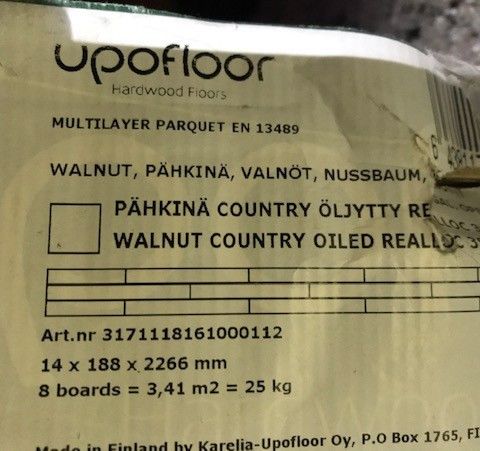 upofloor
Hardwood Floors
MULTILAYER PARQUET EN 13489
WALNUT, PÄHKINÄ, VALNÖT, NUSSBAUM,
PÄHKINÄ COUNTRY ÖLJYTTY RE
WALNUT COUNTRY OILED REALLOC 3
Art.nr 3171118161000112
14 x 188 x 2266 mm
8 boards = 3,41 m2 = 25 kg
Made in Finland by Karelia-Upofloor Oy, P.O Box 1765, FI